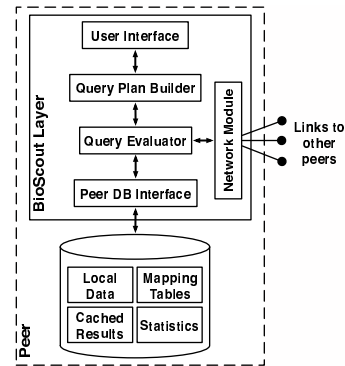 User Interface
Query Plan Builder
Query Evaluator
Peer DB Interface
Network Module
BioScout Layer
Links to
other
peers
Local
Data
Mapping
Tables
Cached
Results
Statistics
Peer